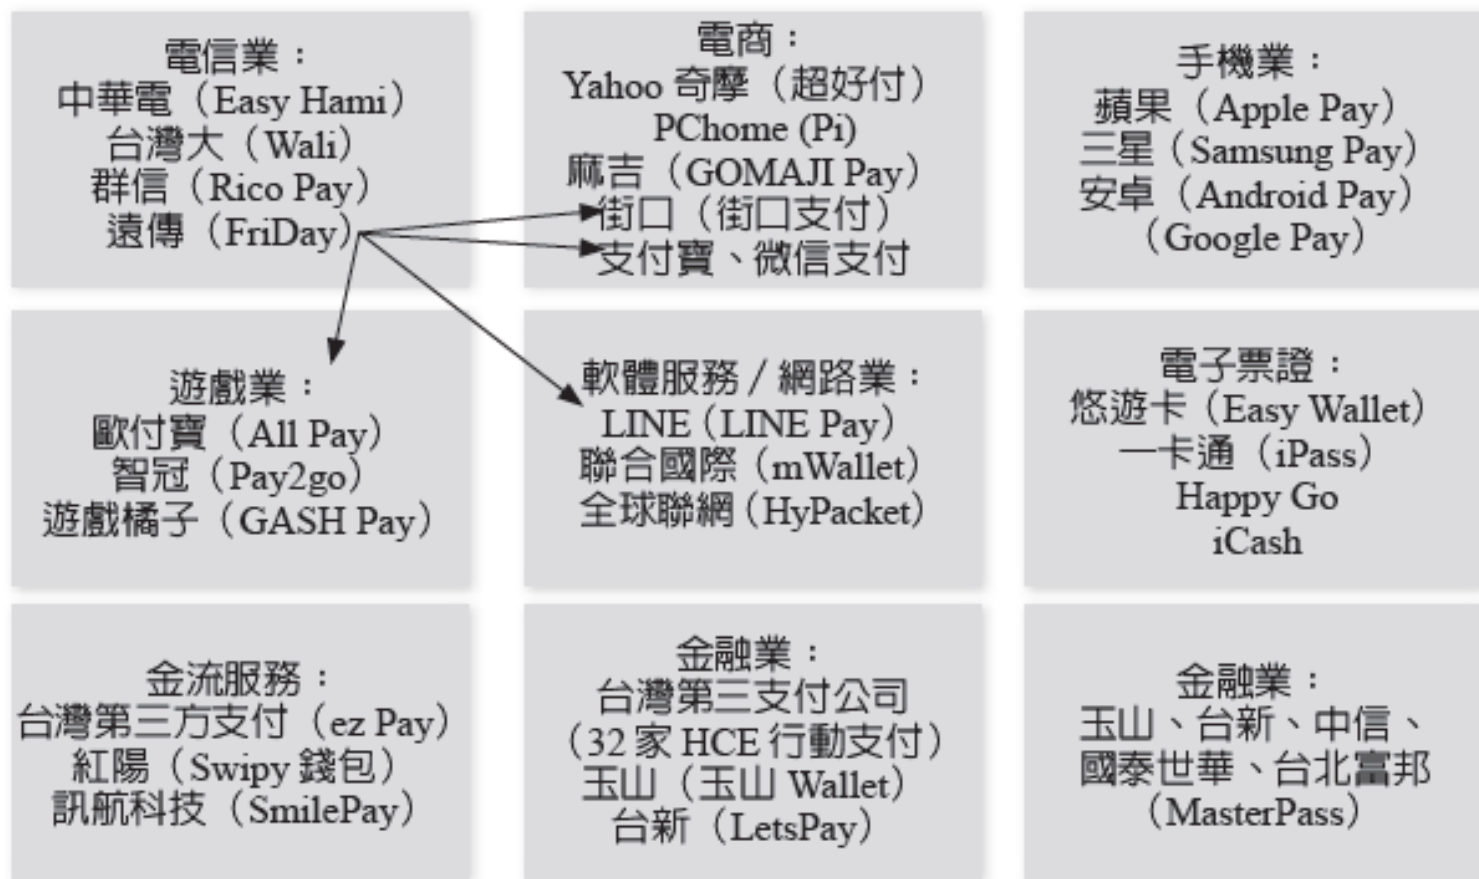 電信業：
中華電（Easy Hami）
台灣大（Wali）
群信（Rico Pay）
遠傳（FriDay）
電商：
Yahoo 奇摩（超好付）
PChome (Pi)
麻吉（GOMAJI Pay）
街口（街口支付）
支付寶、微信支付
手機業：
蘋果（Apple Pay）
三星（Samsung Pay）
安卓（Android Pay）
（Google Pay）
遊戲業：
歐付寶（All Pay）
智冠（Pay2go）
遊戲橘子（GASH Pay）
軟體服務／網路業：
LINE（LINE Pay）
聯合國際（mWallet）
全球聯網（HyPacket）
電子票證：
悠遊卡（Easy Wallet）
一卡通（iPass）
Happy Go
iCash
金流服務：
台灣第三方支付（ez Pay）
紅陽（Swipy 錢包）
訊航科技（SmilePay）
金融業：
台灣第三支付公司
（32 家 HCE 行動支付）
玉山（玉山 Wallet）
台新（LetsPay）
金融業：
玉山、台新、中信、
國泰世華、台北富邦
（MasterPass）